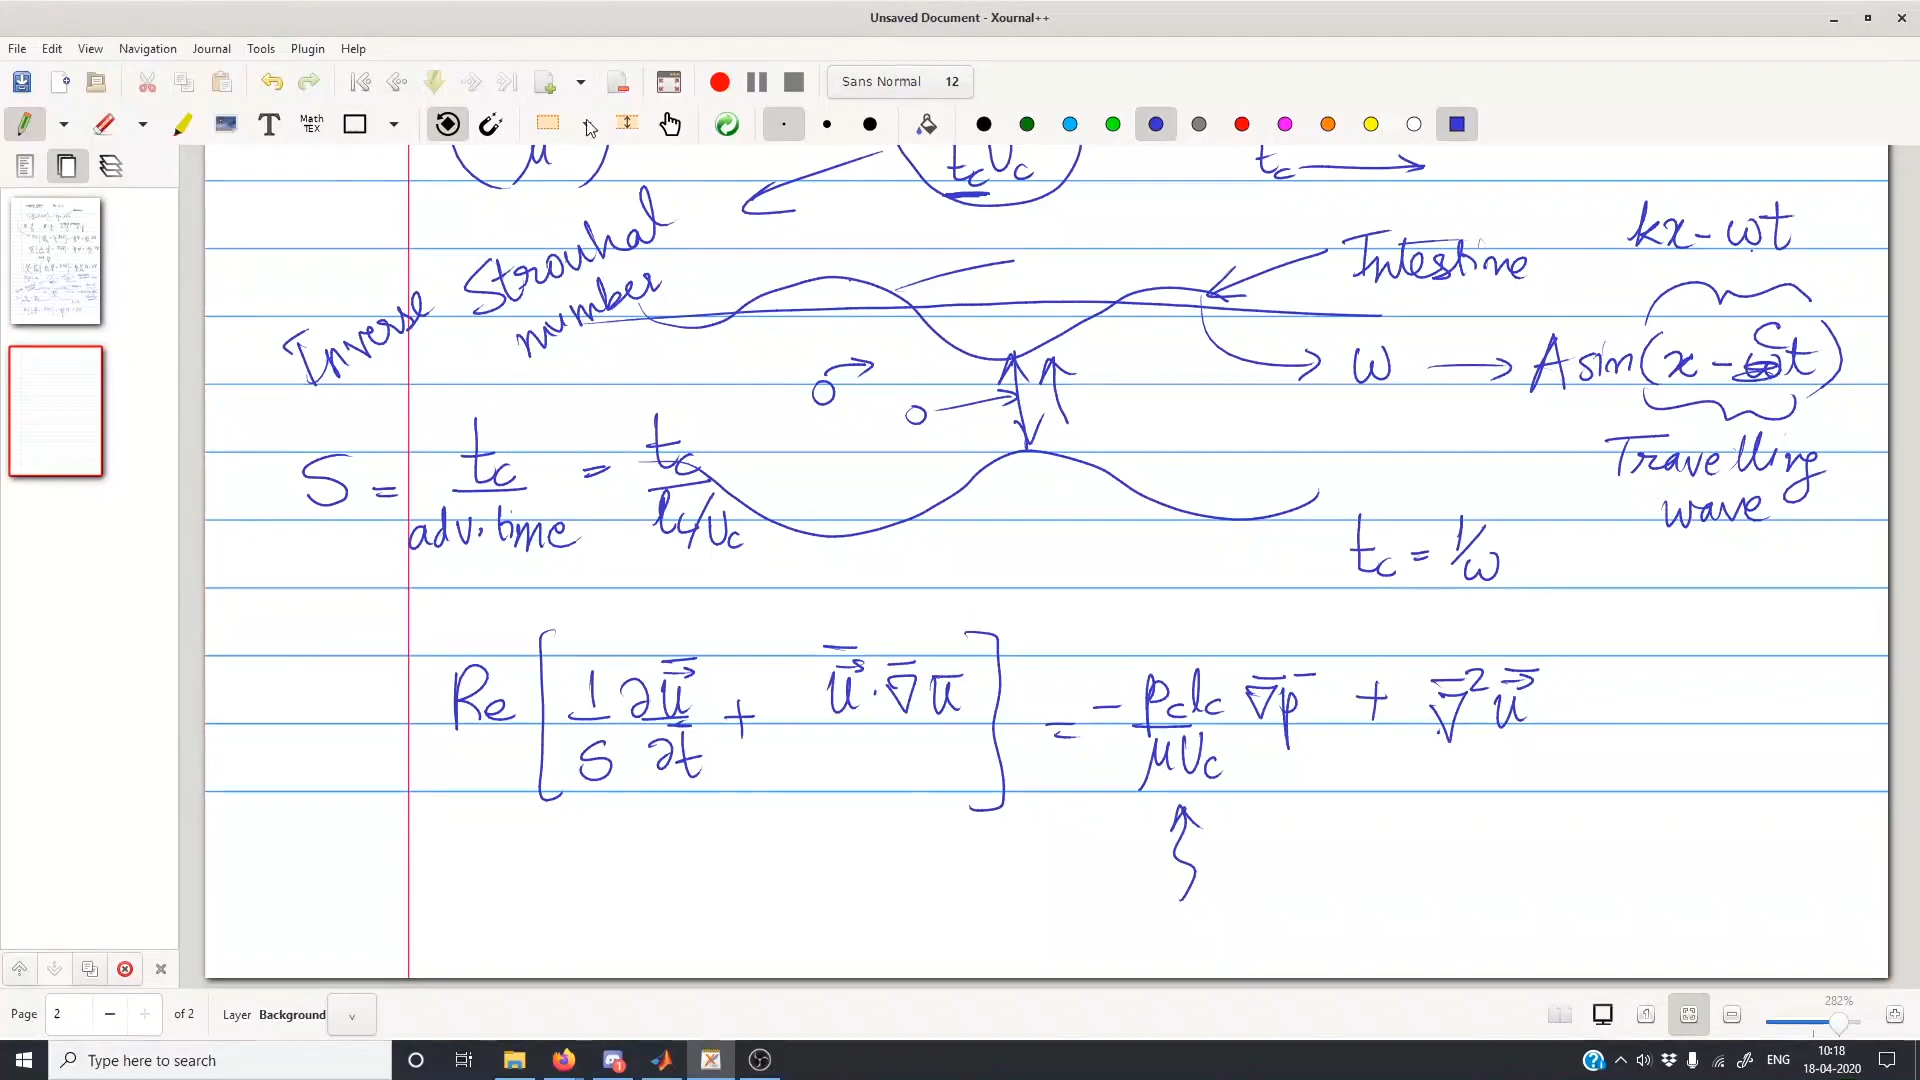 Unsaved Document - Xournal++
File Edit View Navigation Journal Tools Plugin Help
Sans Normal 12
T Math TEX
μ
t_c U_c
t_c →
kx - ωt
Inverse Strouhal number
Intestine
ω → A sin(x - ct)
Travelling wave
S = t_c / adv. time = t_c / (l_c/U_c)
t_c = 1/ω
Re [ 1/S ∂u/∂t + u·∇u ] = - p_c l_c / μU_c ∇p + ∇²u
Page 2 of 2 Layer Background v
282%
Type here to search
ENG
10:18
18-04-2020